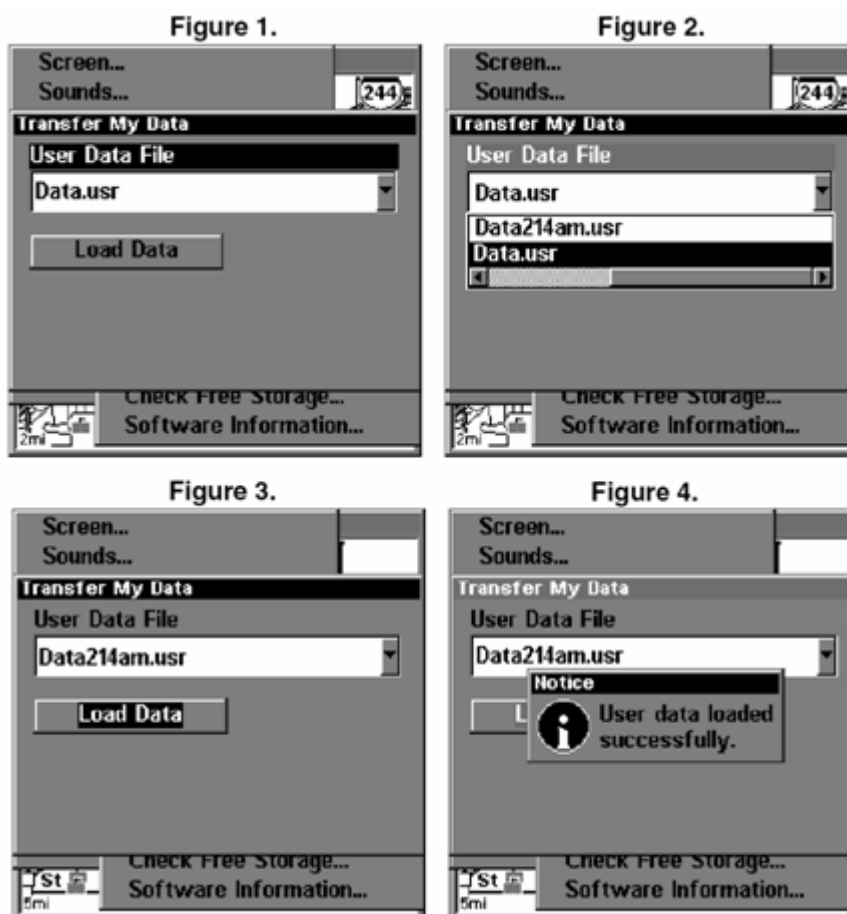 Figure 1.
Screen...
Sounds...
244
Transfer My Data
User Data File
Data.usr
Load Data
Check Free Storage...
2mi
Software Information...
Figure 2.
Screen...
Sounds...
244
Transfer My Data
User Data File
Data.usr
Data214am.usr
Data.usr
Check Free Storage...
2mi
Software Information...
Figure 3.
Screen...
Sounds...
Transfer My Data
User Data File
Data214am.usr
Load Data
Check Free Storage...
St
5mi
Software Information...
Figure 4.
Screen...
Sounds...
Transfer My Data
User Data File
Data214am.usr
Notice
L
User data loaded
successfully.
Check Free Storage...
St
5mi
Software Information...